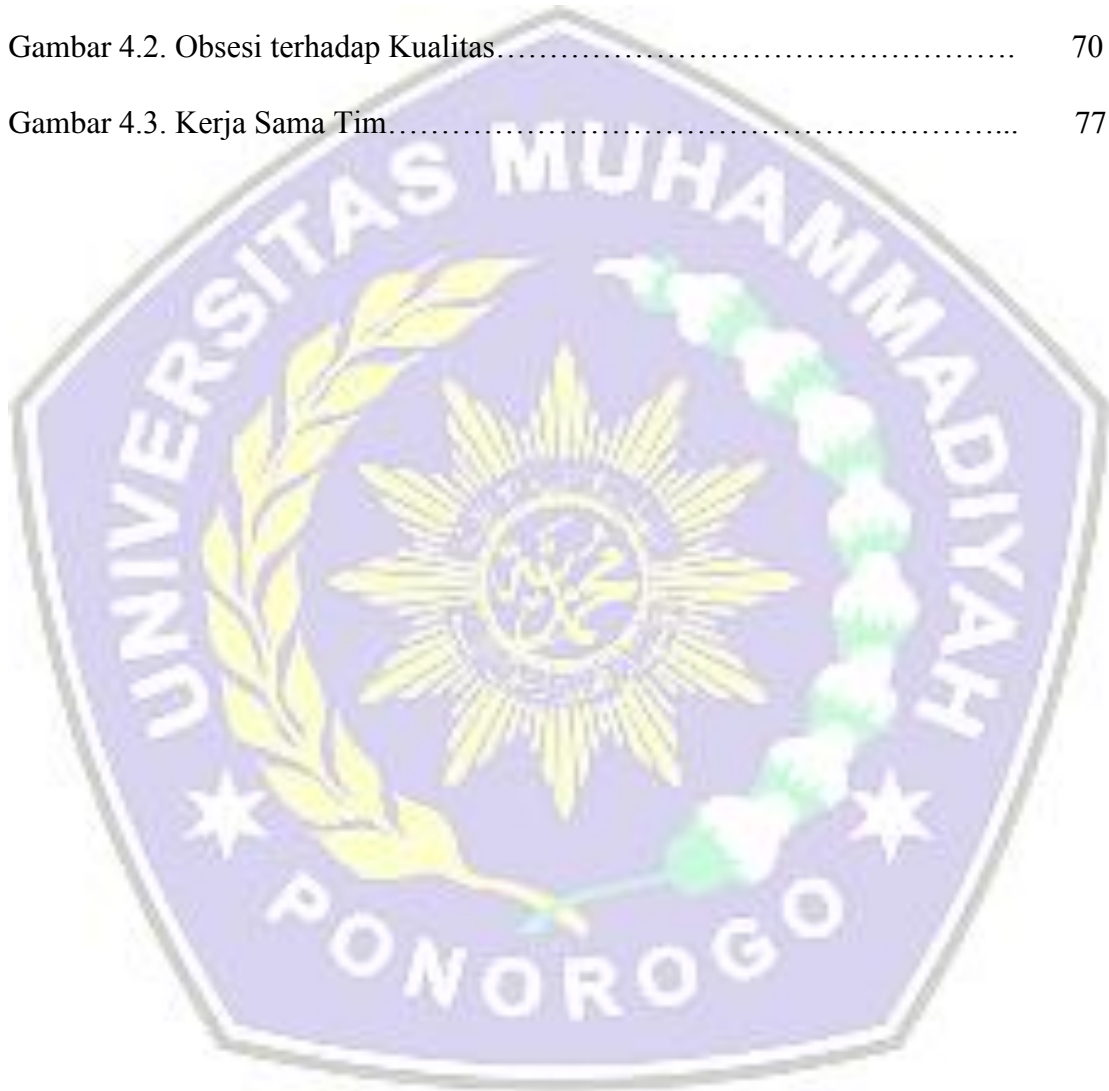 Gambar 4.2. Obsesi terhadap Kualitas…………………………………………. 70
Gambar 4.3. Kerja Sama Tim………………………………………………... 77
UNIVERSITAS MUHAMMADIYAH
PONOROGO